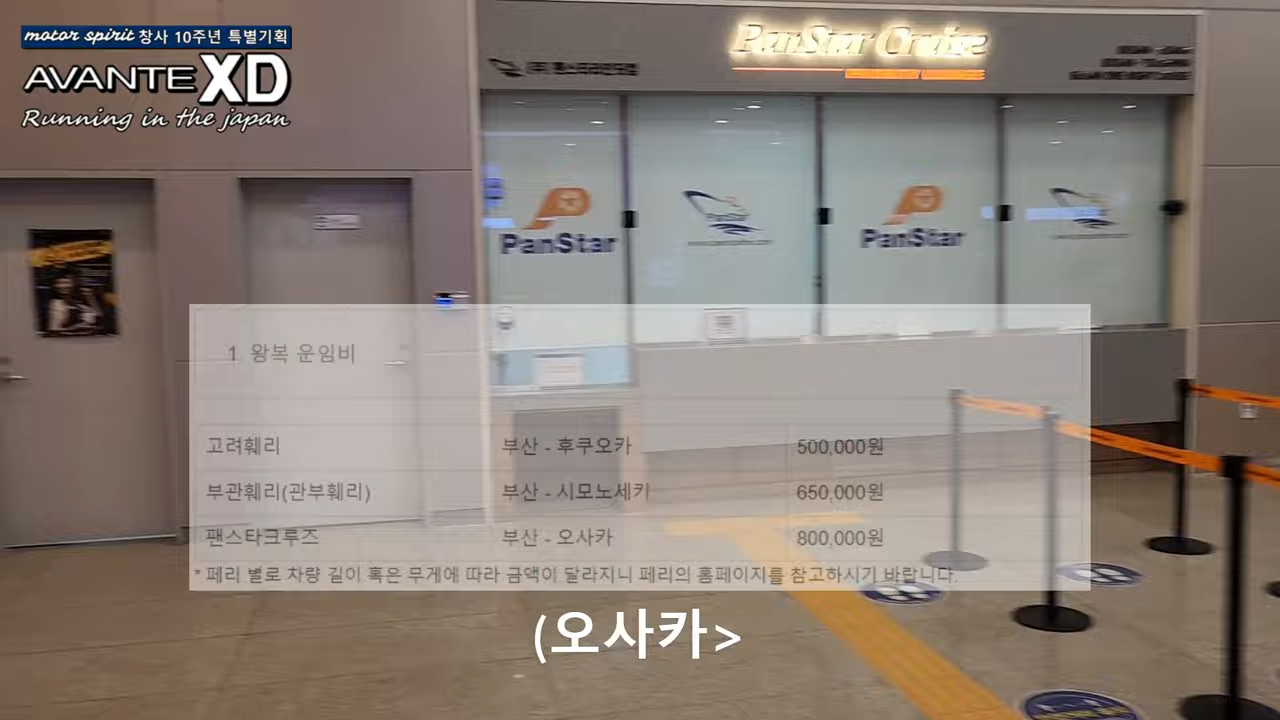 motor spirit 창사 10주년 특별기획
AVANTE XD
Running in the japan
PanStar Cruise
PanStar
PanStar
PanStar
1 왕복 운임비
고려훼리 부산 - 후쿠오카 500,000원
부관훼리(관부훼리) 부산 - 시모노세키 650,000원
팬스타크루즈 부산 - 오사카 800,000원
* 페리 별로 차량 길이 혹은 무게에 따라 금액이 달라지니 페리의 홈페이지를 참고하시기 바랍니다.
(오사카>